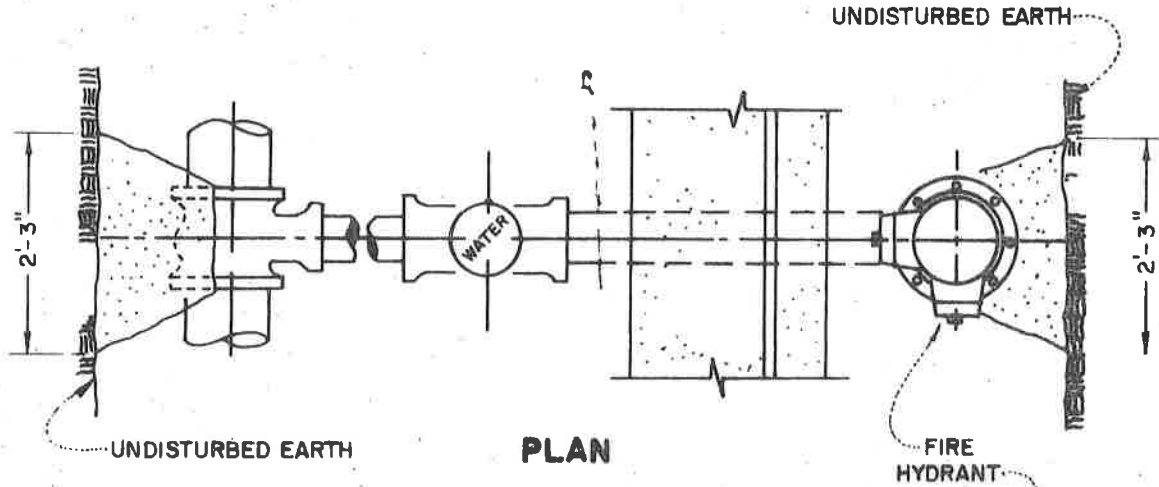 UNDISTURBED EARTH
2'-3"
WATER
2'-3"
UNDISTURBED EARTH
PLAN
FIRE
HYDRANT